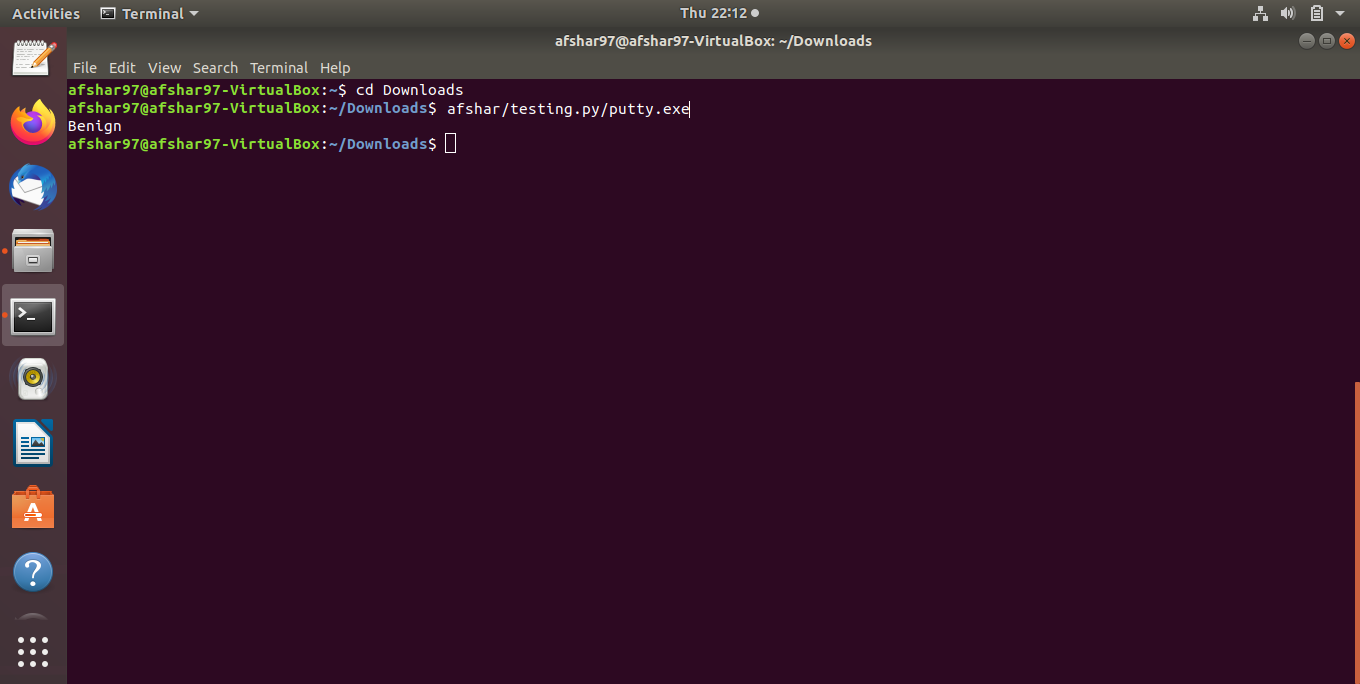 Activities Terminal Thu 22:12
afshar97@afshar97-VirtualBox: ~/Downloads
File Edit View Search Terminal Help
afshar97@afshar97-VirtualBox:~$ cd Downloads
afshar97@afshar97-VirtualBox:~/Downloads$ afshar/testing.py/putty.exe
Benign
afshar97@afshar97-VirtualBox:~/Downloads$